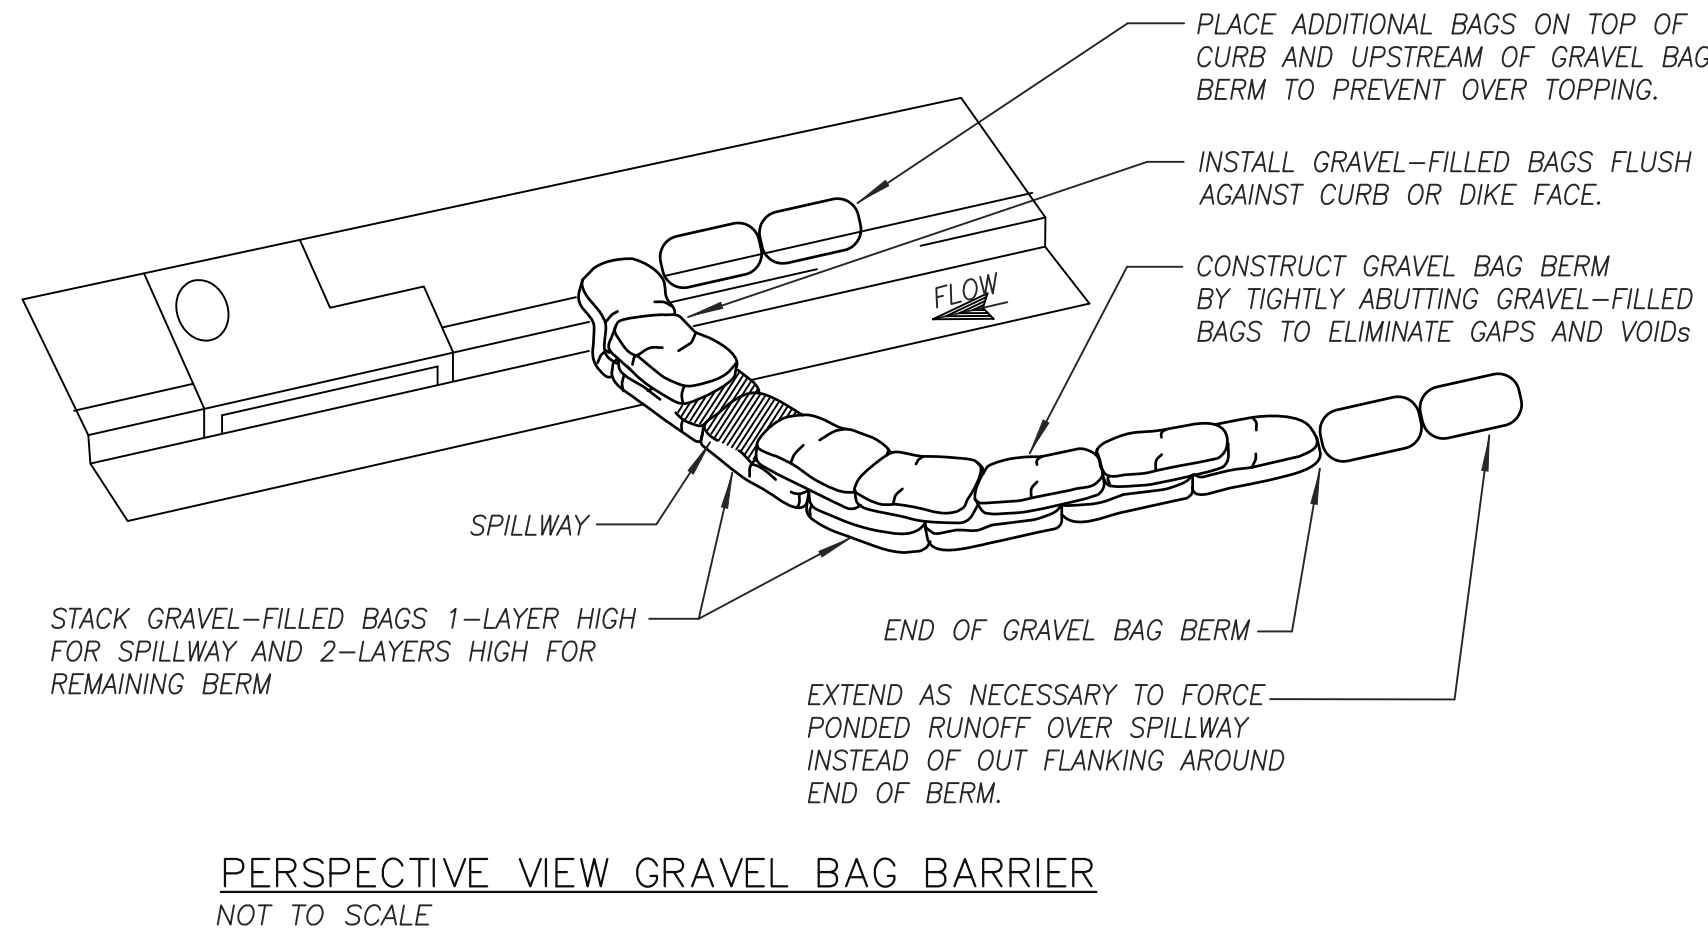 PLACE ADDITIONAL BAGS ON TOP OF
CURB AND UPSTREAM OF GRAVEL BAG
BERM TO PREVENT OVER TOPPING.
INSTALL GRAVEL-FILLED BAGS FLUSH
AGAINST CURB OR DIKE FACE.
CONSTRUCT GRAVEL BAG BERM
BY TIGHTLY ABUTTING GRAVEL-FILLED
BAGS TO ELIMINATE GAPS AND VOIDs
FLOW
SPILLWAY
STACK GRAVEL-FILLED BAGS 1-LAYER HIGH
FOR SPILLWAY AND 2-LAYERS HIGH FOR
REMAINING BERM
END OF GRAVEL BAG BERM
EXTEND AS NECESSARY TO FORCE
PONDED RUNOFF OVER SPILLWAY
INSTEAD OF OUT FLANKING AROUND
END OF BERM.
PERSPECTIVE VIEW GRAVEL BAG BARRIER
NOT TO SCALE